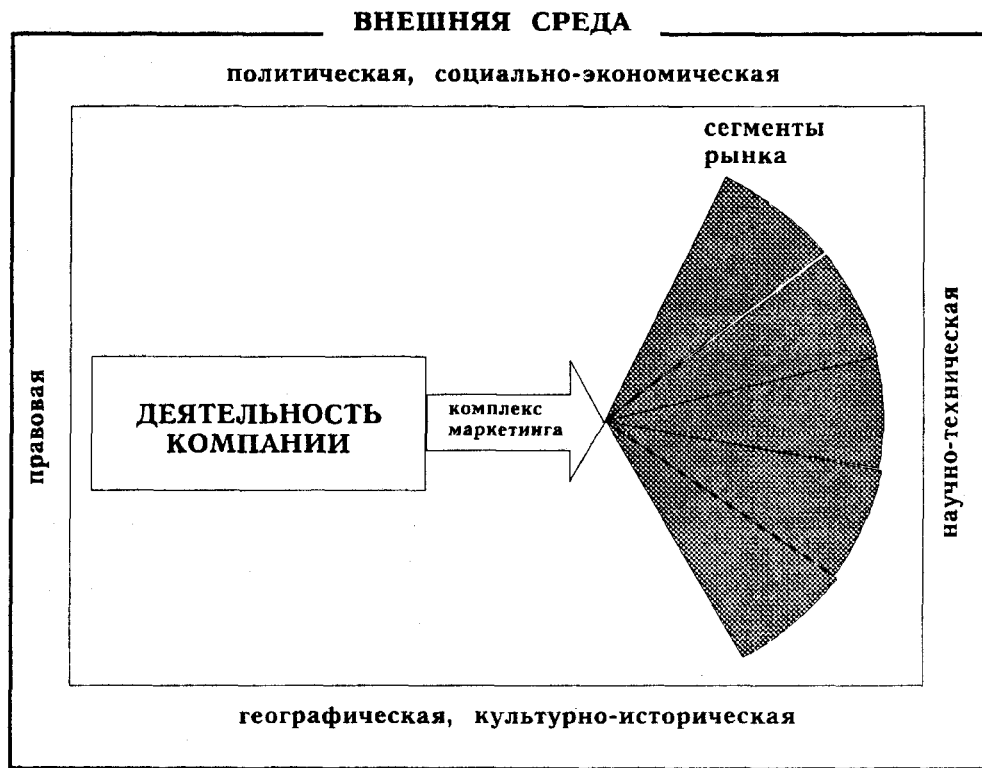 ВНЕШНЯЯ СРЕДА
политическая, социально-экономическая
сегменты
рынка
правовая
ДЕЯТЕЛЬНОСТЬ
КОМПАНИИ
комплекс
маркетинга
научно-техническая
географическая, культурно-историческая